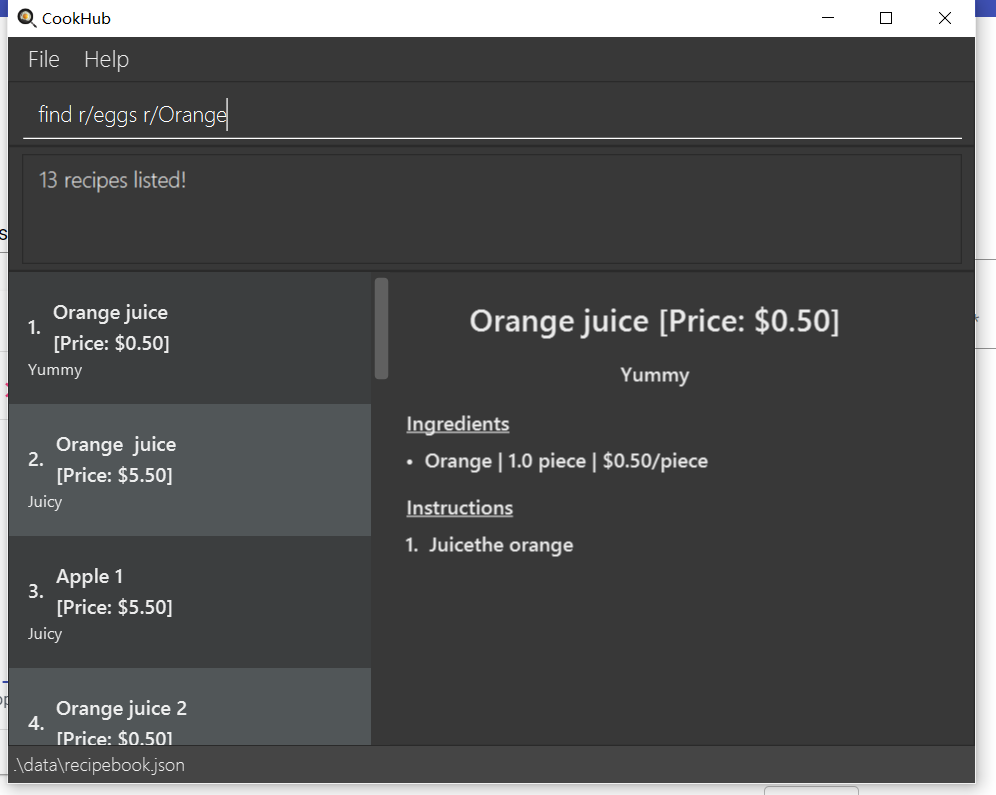 CookHub
File Help
find r/eggs r/Orange
13 recipes listed!
1. Orange juice
[Price: $0.50]
Yummy
2. Orange  juice
[Price: $5.50]
Juicy
3. Apple 1
[Price: $5.50]
Juicy
4. Orange juice 2
[Price: $0.50]
Orange juice [Price: $0.50]
Yummy
Ingredients
• Orange | 1.0 piece | $0.50/piece
Instructions
1. Juicethe orange
.\data\recipebook.json